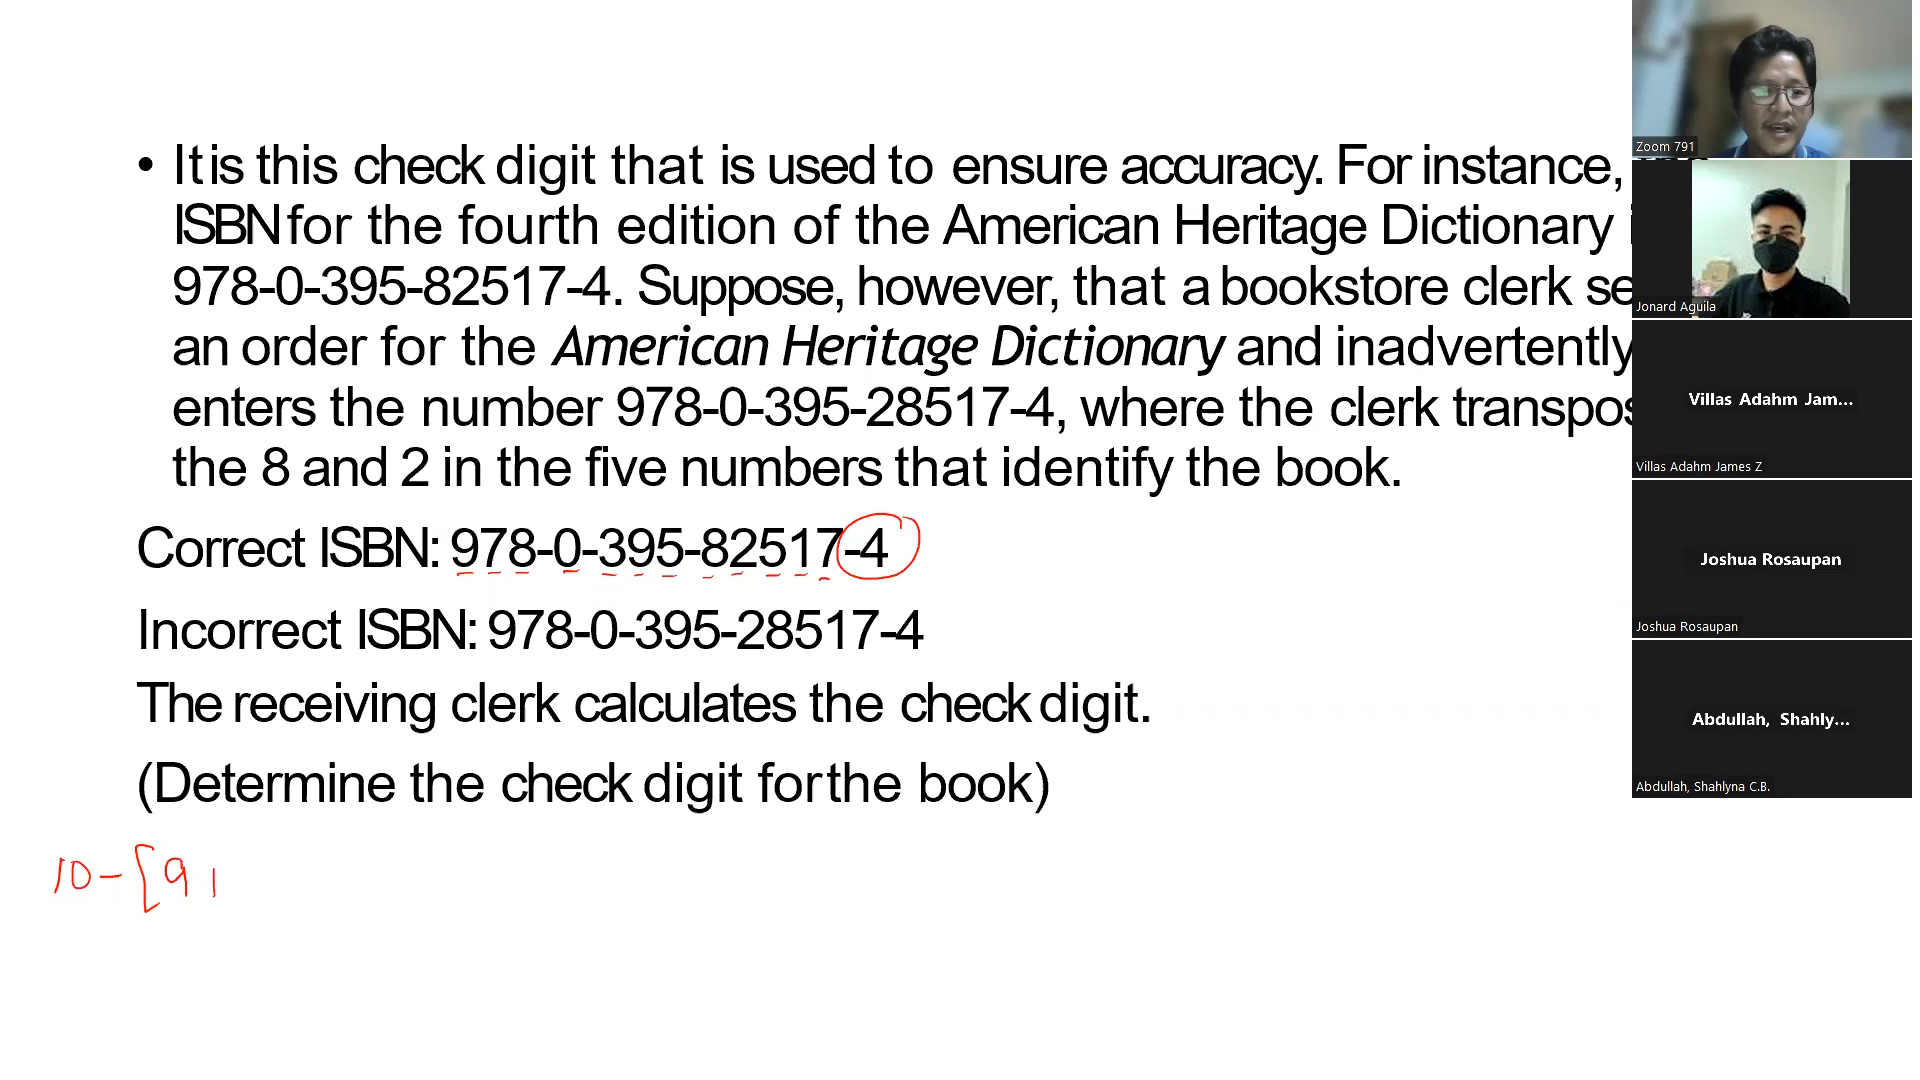 • It is this check digit that is used to ensure accuracy. For instance,
ISBN for the fourth edition of the American Heritage Dictionary
978-0-395-82517-4. Suppose, however, that a bookstore clerk se
an order for the American Heritage Dictionary and inadvertently
enters the number 978-0-395-28517-4, where the clerk transpos
the 8 and 2 in the five numbers that identify the book.
Correct ISBN: 978-0-395-82517-4
Incorrect ISBN: 978-0-395-28517-4
The receiving clerk calculates the check digit.
(Determine the check digit for the book)
10-[9 1
Zoom 791
Jonard Aguila
Villas Adahm Jam...
Villas Adahm James Z
Joshua Rosaupan
Joshua Rosaupan
Abdullah, Shahly...
Abdullah, Shahlyna C.B.